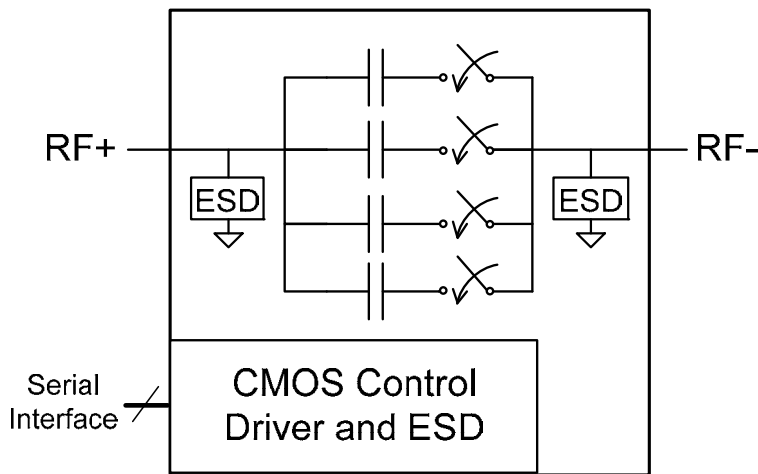 RF+
RF-
ESD
ESD
Serial
Interface
CMOS Control
Driver and ESD